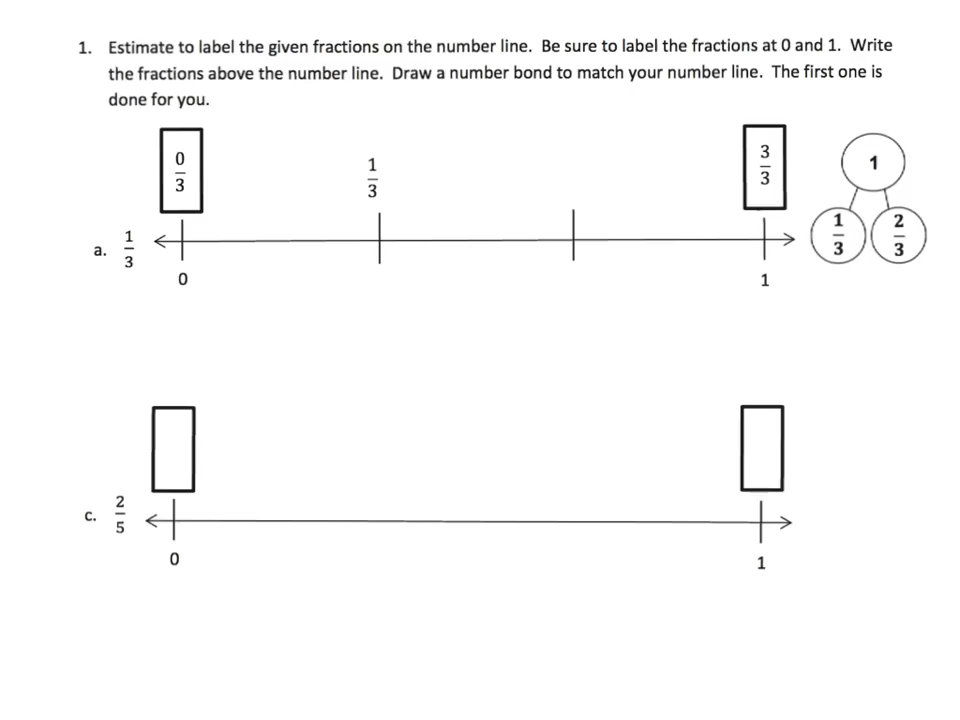 1. Estimate to label the given fractions on the number line. Be sure to label the fractions at 0 and 1. Write
the fractions above the number line. Draw a number bond to match your number line. The first one is
done for you.
0/3 1/3 3/3 1
a. 1/3 1/3 2/3
0 1
c. 2/5
0 1